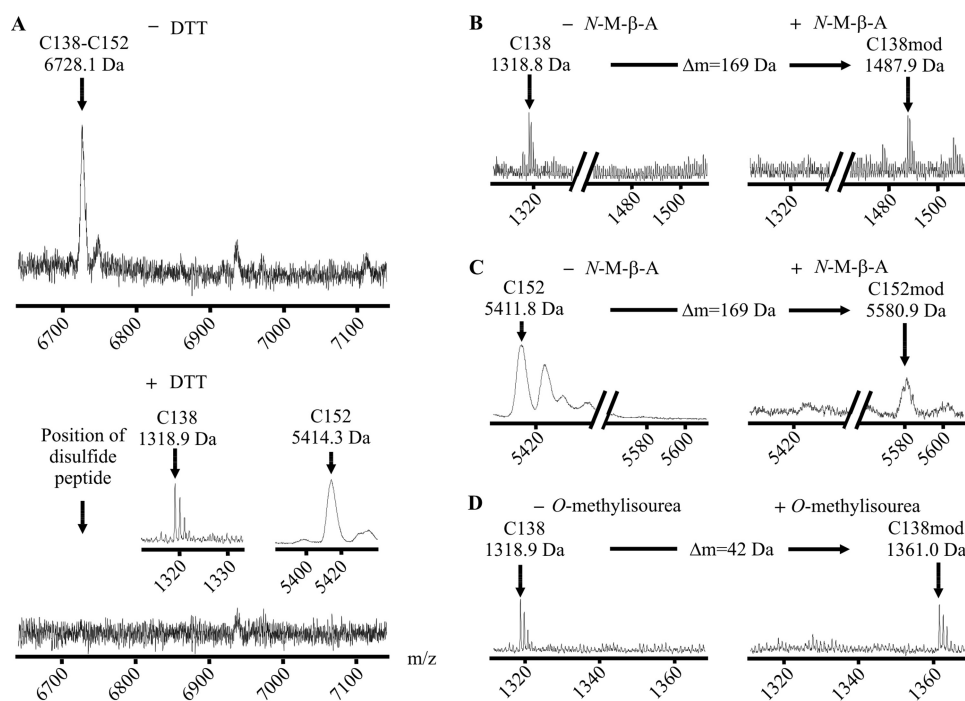 A
− DTT
C138-C152
6728.1 Da
6700 6800 6900 7000 7100
+ DTT
Position of
disulfide
peptide
C138
1318.9 Da
C152
5414.3 Da
1320 1330
5400 5420
6700 6800 6900 7000 7100
m/z
B
− N-M-β-A
+ N-M-β-A
C138
1318.8 Da
Δm=169 Da
C138mod
1487.9 Da
1320 1480 1500
1320 1480 1500
C
− N-M-β-A
+ N-M-β-A
C152
5411.8 Da
Δm=169 Da
C152mod
5580.9 Da
5420 5580 5600
5420 5580 5600
D
− O-methylisourea
+ O-methylisourea
C138
1318.9 Da
Δm=42 Da
C138mod
1361.0 Da
1320 1340 1360
1320 1340 1360